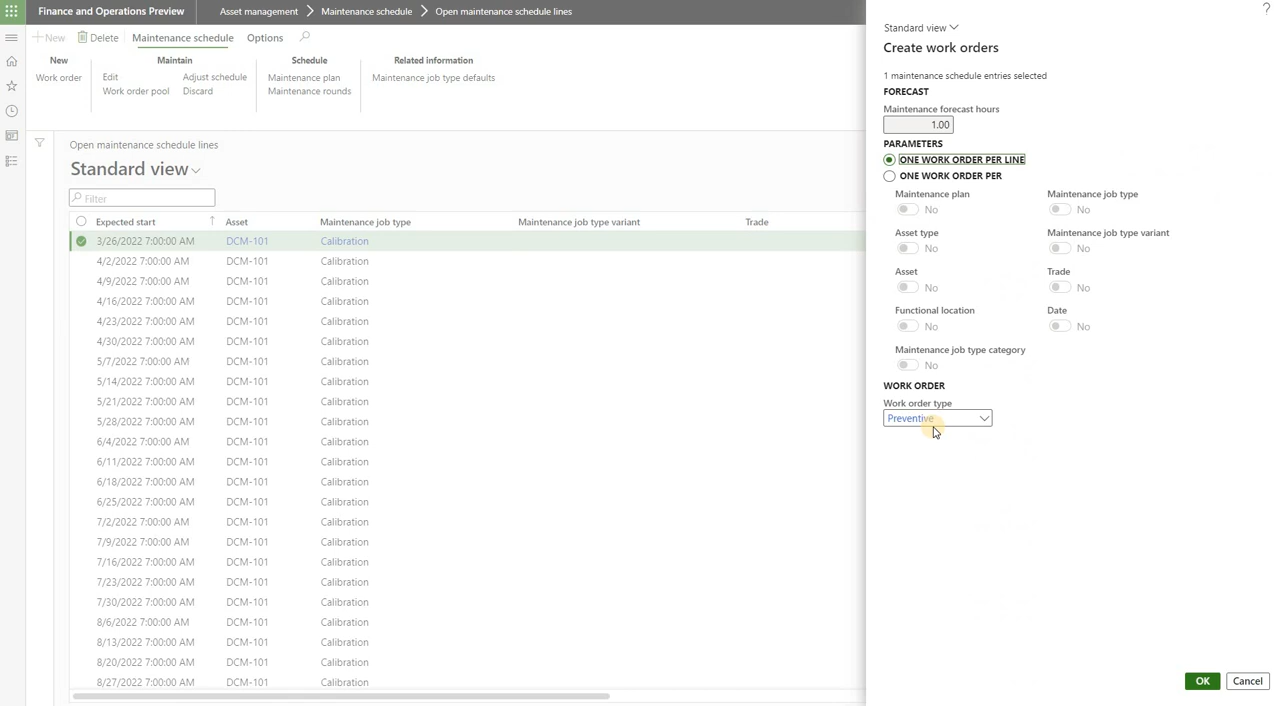 Finance and Operations Preview
Asset management > Maintenance schedule > Open maintenance schedule lines
?
+ New Delete Maintenance schedule Options
New
Work order
Maintain
Edit Adjust schedule
Work order pool Discard
Schedule
Maintenance plan
Maintenance rounds
Related information
Maintenance job type defaults
Open maintenance schedule lines
Standard view
Filter
Expected start ↑ Asset Maintenance job type Maintenance job type variant Trade
3/26/2022 7:00:00 AM DCM-101 Calibration
4/2/2022 7:00:00 AM DCM-101 Calibration
4/9/2022 7:00:00 AM DCM-101 Calibration
4/16/2022 7:00:00 AM DCM-101 Calibration
4/23/2022 7:00:00 AM DCM-101 Calibration
4/30/2022 7:00:00 AM DCM-101 Calibration
5/7/2022 7:00:00 AM DCM-101 Calibration
5/14/2022 7:00:00 AM DCM-101 Calibration
5/21/2022 7:00:00 AM DCM-101 Calibration
5/28/2022 7:00:00 AM DCM-101 Calibration
6/4/2022 7:00:00 AM DCM-101 Calibration
6/11/2022 7:00:00 AM DCM-101 Calibration
6/18/2022 7:00:00 AM DCM-101 Calibration
6/25/2022 7:00:00 AM DCM-101 Calibration
7/2/2022 7:00:00 AM DCM-101 Calibration
7/9/2022 7:00:00 AM DCM-101 Calibration
7/16/2022 7:00:00 AM DCM-101 Calibration
7/23/2022 7:00:00 AM DCM-101 Calibration
7/30/2022 7:00:00 AM DCM-101 Calibration
8/6/2022 7:00:00 AM DCM-101 Calibration
8/13/2022 7:00:00 AM DCM-101 Calibration
8/20/2022 7:00:00 AM DCM-101 Calibration
8/27/2022 7:00:00 AM DCM-101 Calibration
Standard view
Create work orders
1 maintenance schedule entries selected
FORECAST
Maintenance forecast hours
1.00
PARAMETERS
ONE WORK ORDER PER LINE
ONE WORK ORDER PER
Maintenance plan Maintenance job type
No No
Asset type Maintenance job type variant
No No
Asset Trade
No No
Functional location Date
No No
Maintenance job type category
No
WORK ORDER
Work order type
Preventive
OK Cancel